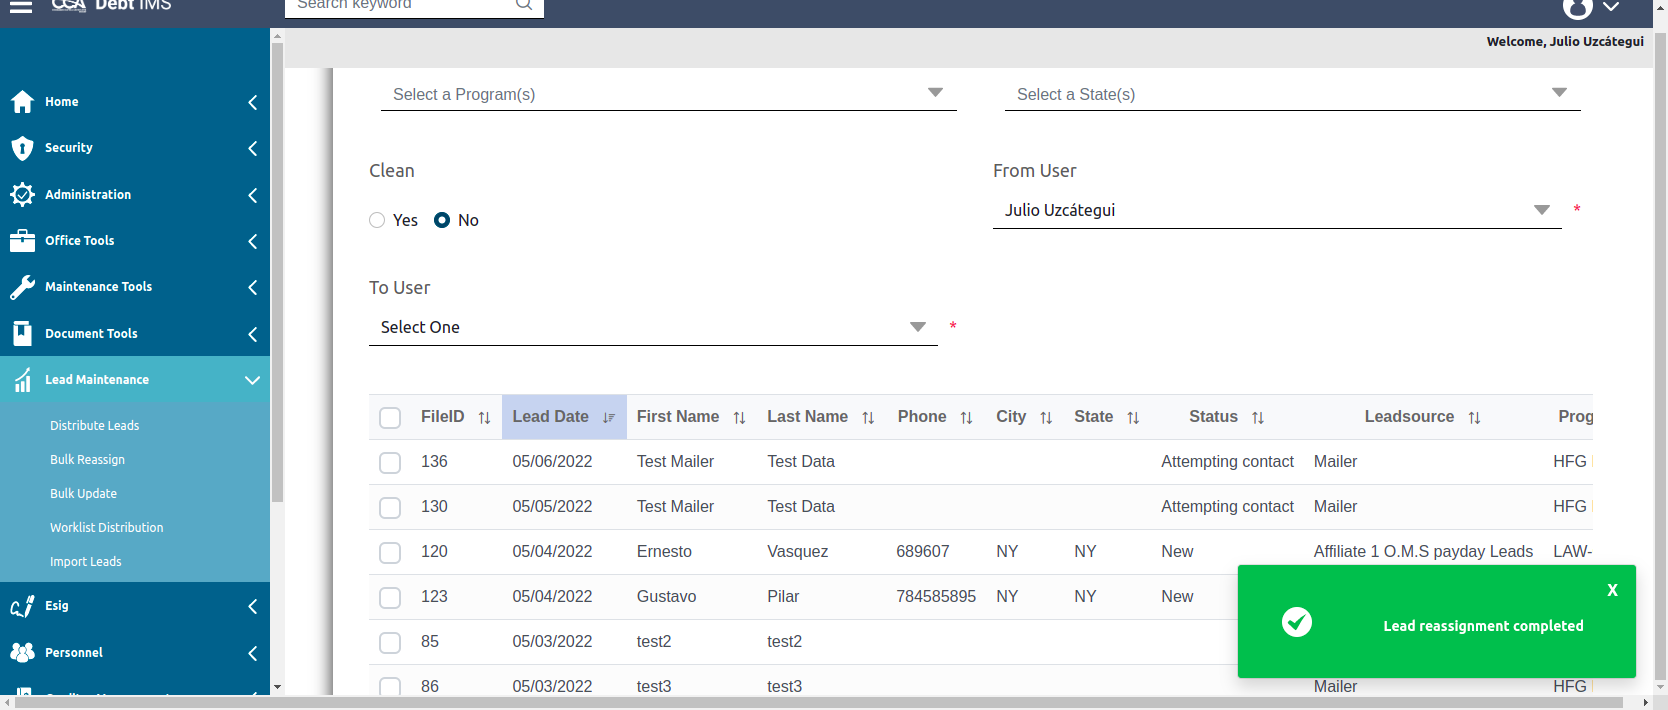 CCA Debt IMS
Search keyword
Welcome, Julio Uzcátegui
Home
Security
Administration
Office Tools
Maintenance Tools
Document Tools
Lead Maintenance
Distribute Leads
Bulk Reassign
Bulk Update
Worklist Distribution
Import Leads
Esig
Personnel
Select a Program(s) Select a State(s)
Clean From User
Yes No Julio Uzcátegui *
To User
Select One *
FileID Lead Date First Name Last Name Phone City State Status Leadsource Prog
136 05/06/2022 Test Mailer Test Data Attempting contact Mailer HFG
130 05/05/2022 Test Mailer Test Data Attempting contact Mailer HFG
120 05/04/2022 Ernesto Vasquez 689607 NY NY New Affiliate 1 O.M.S payday Leads LAW-
123 05/04/2022 Gustavo Pilar 784585895 NY NY New
85 05/03/2022 test2 test2
86 05/03/2022 test3 test3 Mailer HFG
X
Lead reassignment completed